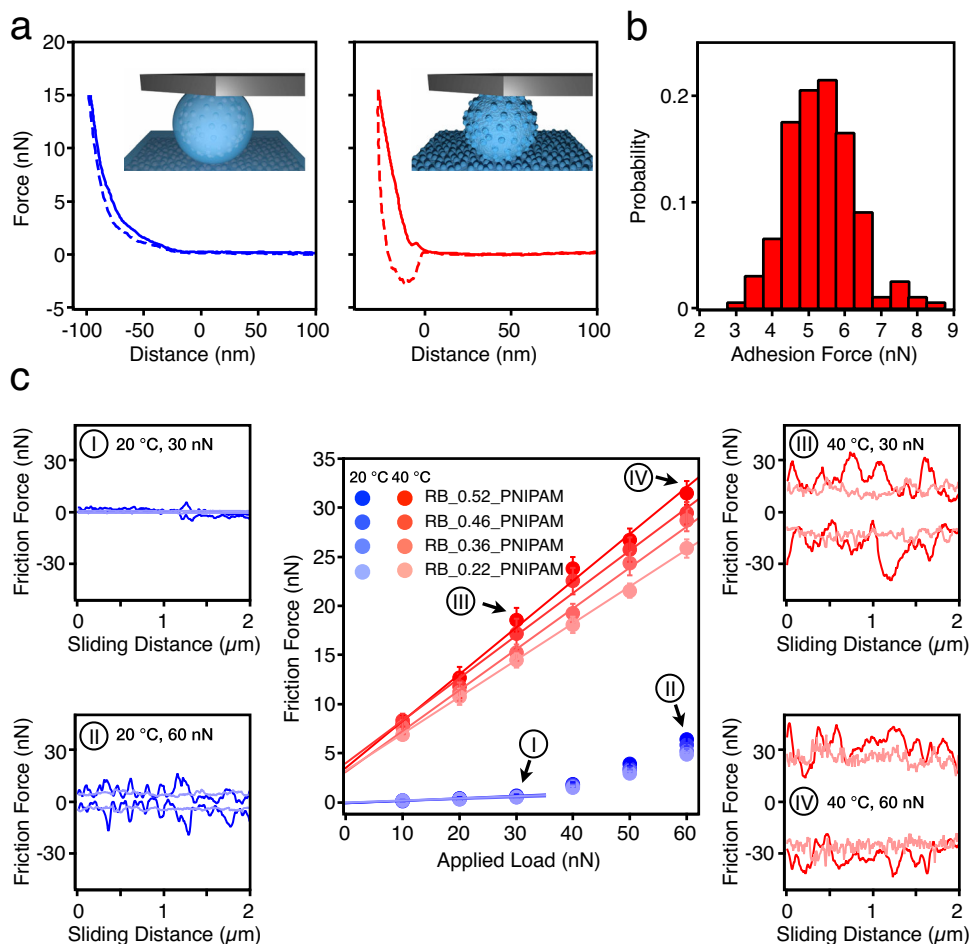 a
b
20
15
10
5
0
-5
Force (nN)
-100
-50
0
50
100
Distance (nm)
-50
0
50
100
Distance (nm)
0.2
0
Probability
2
3
4
5
6
7
8
9
Adhesion Force (nN)
c
I 20 °C, 30 nN
30
0
-30
Friction Force (nN)
0
1
2
Sliding Distance (µm)
II 20 °C, 60 nN
30
0
-30
Friction Force (nN)
0
1
2
Sliding Distance (µm)
35
30
25
20
15
10
5
0
Friction Force (nN)
20 °C 40 °C
RB_0.52_PNIPAM
RB_0.46_PNIPAM
RB_0.36_PNIPAM
RB_0.22_PNIPAM
IV
III
II
I
0
10
20
30
40
50
60
Applied Load (nN)
III 40 °C, 30 nN
30
0
-30
Friction Force (nN)
0
1
2
Sliding Distance (µm)
30
0
-30
IV 40 °C, 60 nN
Friction Force (nN)
0
1
2
Sliding Distance (µm)